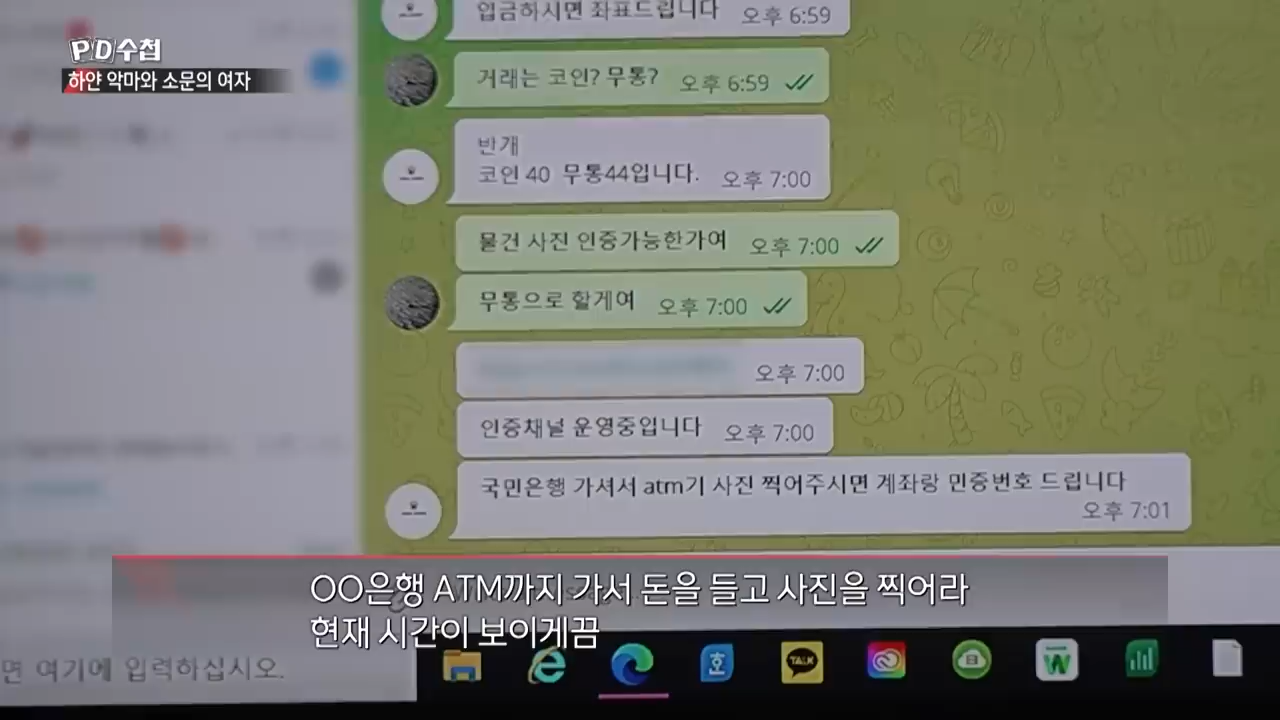 PD수첩
하얀 악마와 소문의 여자
입금하시면 좌표드립니다 오후 6:59
거래는 코인? 무통? 오후 6:59
반개
코인 40 무통44입니다. 오후 7:00
물건 사진 인증가능한가여 오후 7:00
무통으로 할게여 오후 7:00
오후 7:00
인증채널 운영중입니다 오후 7:00
국민은행 가셔서 atm기 사진 찍어주시면 계좌랑 민증번호 드립니다
오후 7:01
OO은행 ATM까지 가서 돈을 들고 사진을 찍어라
현재 시간이 보이게끔
면 여기에 입력하십시오.
호
TALK
W